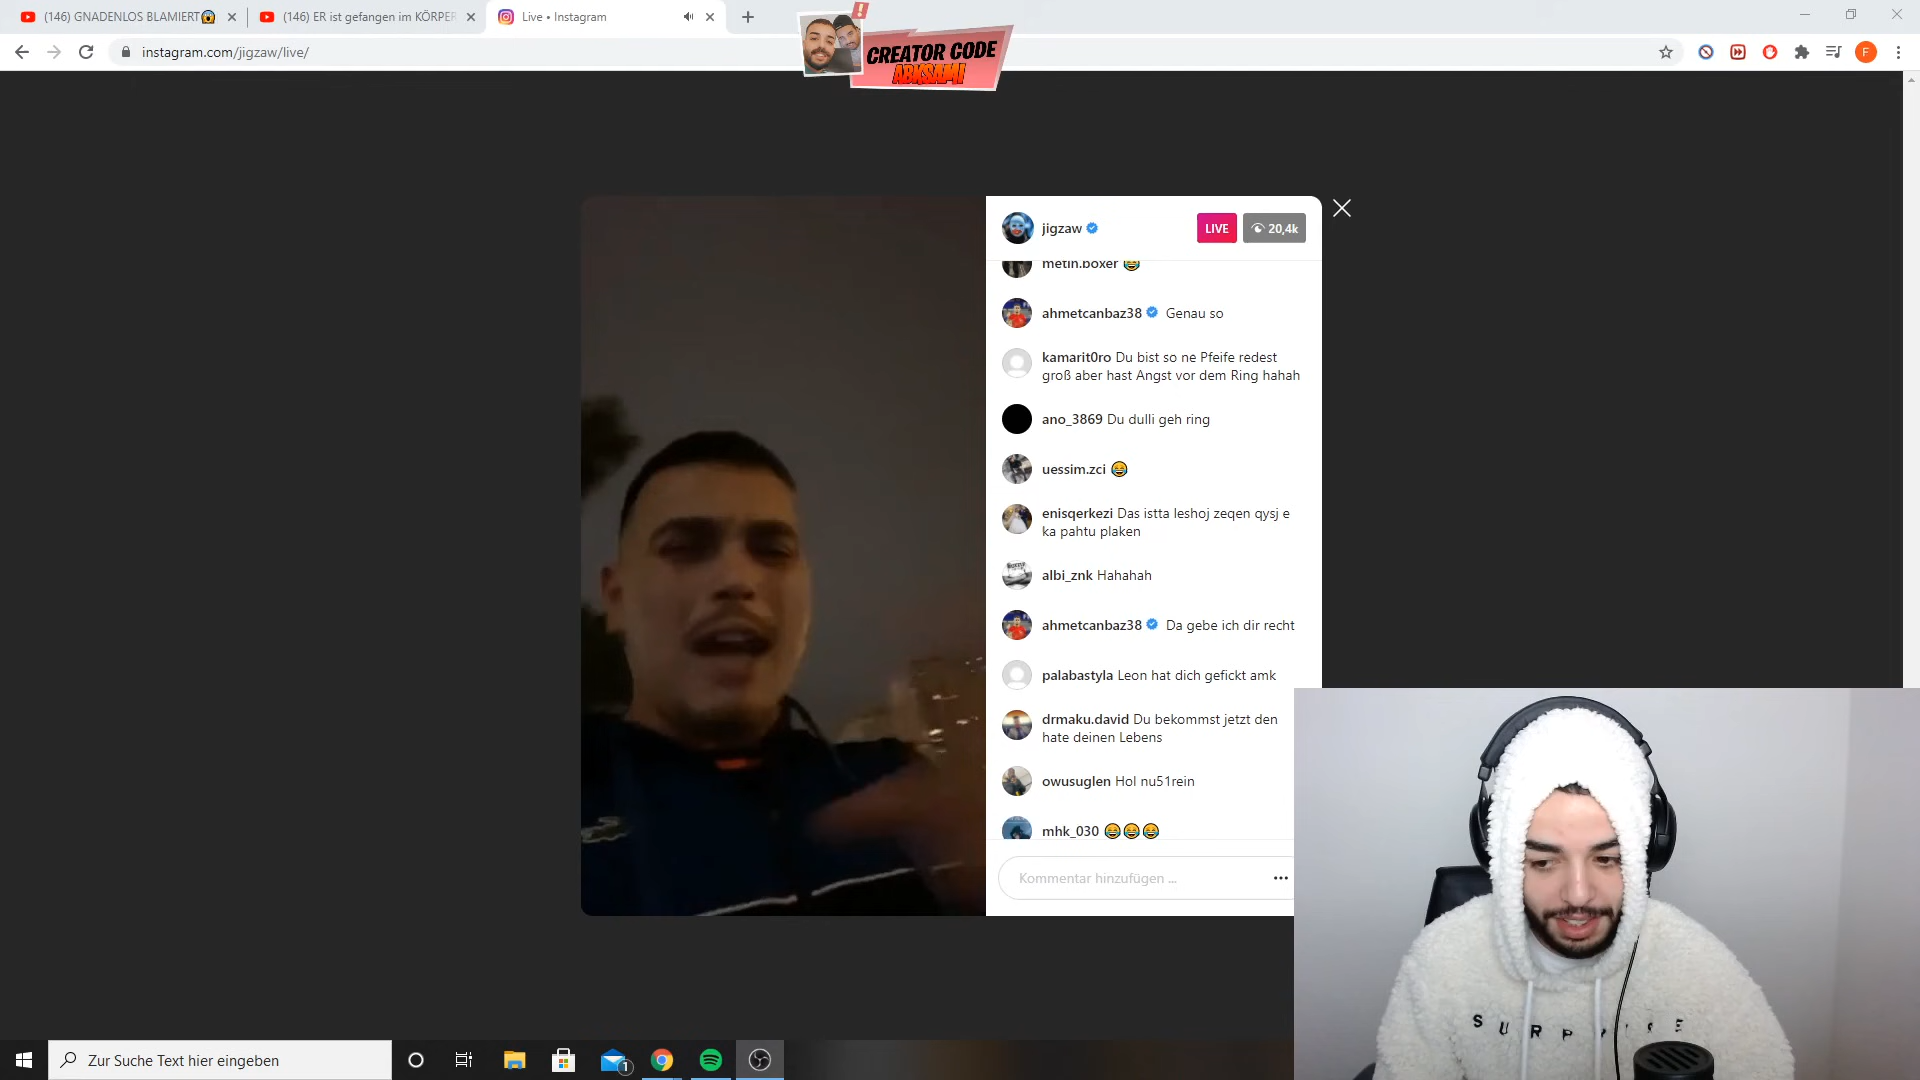 (146) GNADENLOS BLAMIERT😱
(146) ER ist gefangen im KÖRPER
Live • Instagram
instagram.com/jigzaw/live/
F
CREATOR CODE
ABKSAMI
jigzaw
LIVE
20,4k
metin.boxer 😂
ahmetcanbaz38 Genau so
kamarit0ro Du bist so ne Pfeife redest
groß aber hast Angst vor dem Ring hahah
ano_3869 Du dulli geh ring
uessim.zci 😂
enisqerkezi Das istta leshoj zeqen qysj e
ka pahtu plaken
albi_znk Hahahah
ahmetcanbaz38 Da gebe ich dir recht
palabastyla Leon hat dich gefickt amk
drmaku.david Du bekommst jetzt den
hate deinen Lebens
owusuglen Hol nu51rein
mhk_030 😂😂😂
Kommentar hinzufügen ...
Zur Suche Text hier eingeben
1